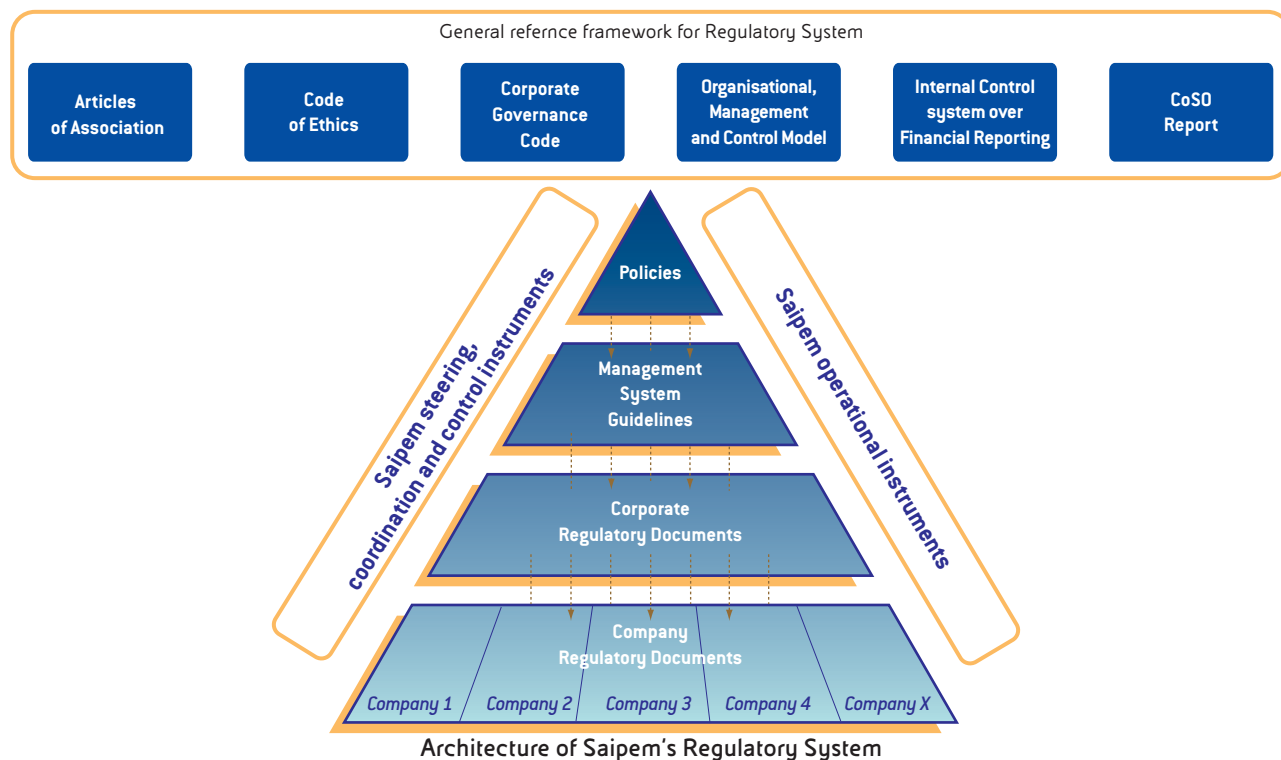 General refernce framework for Regulatory System
Articles
of Association
Code
of Ethics
Corporate
Governance
Code
Organisational,
Management
and Control Model
Internal Control
system over
Financial Reporting
CoSO
Report
Saipem steering,
coordination and control instruments
Policies
Management
System
Guidelines
Corporate
Regulatory Documents
Company
Regulatory Documents
Company 1
Company 2
Company 3
Company 4
Company X
Saipem operational instruments
Architecture of Saipem's Regulatory System